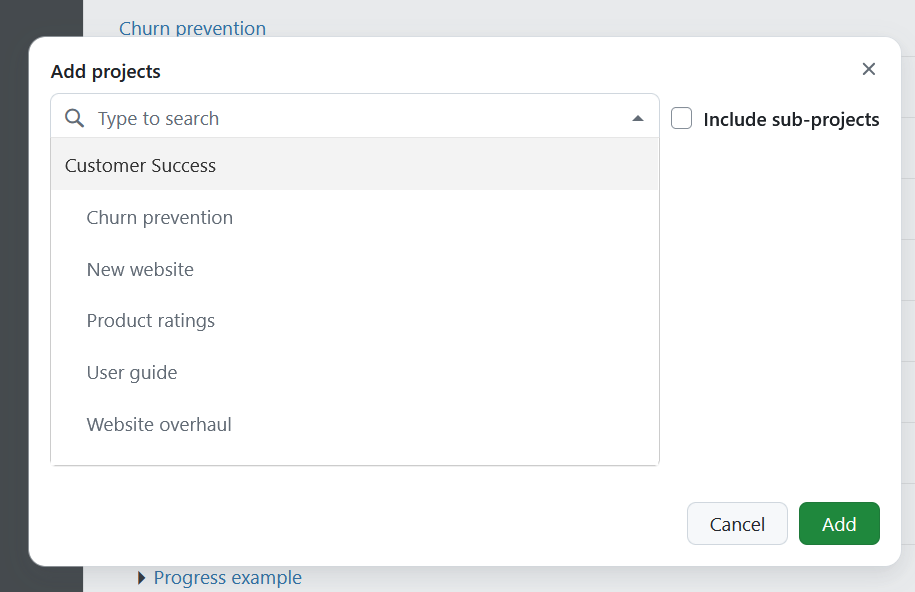 Churn prevention
Add projects
Type to search
Include sub-projects
Customer Success
Churn prevention
New website
Product ratings
User guide
Website overhaul
Cancel
Add
Progress example